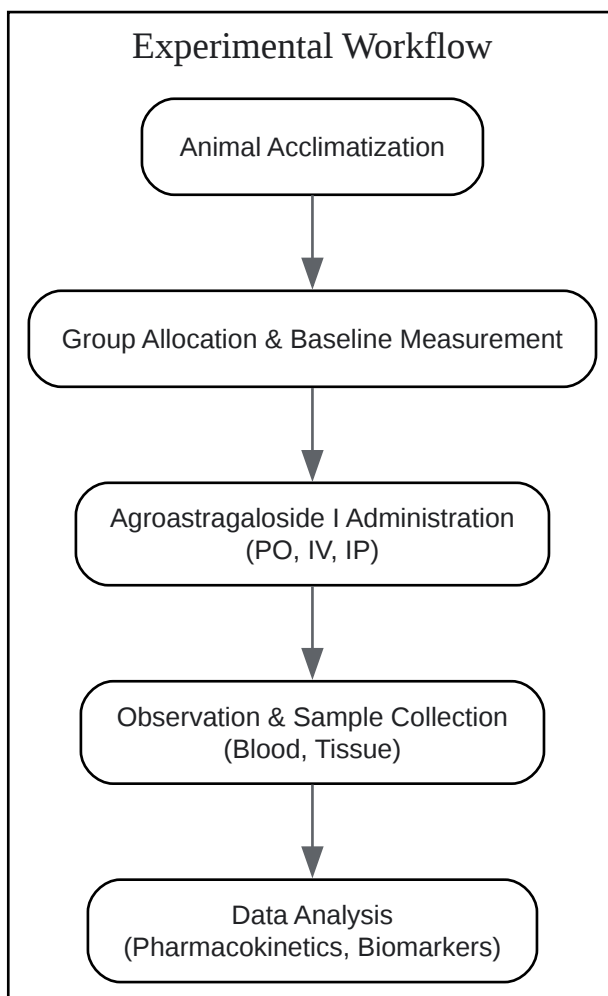 Experimental Workflow
Animal Acclimatization
Group Allocation & Baseline Measurement
Agroastragaloside I Administration
(PO, IV, IP)
Observation & Sample Collection
(Blood, Tissue)
Data Analysis
(Pharmacokinetics, Biomarkers)